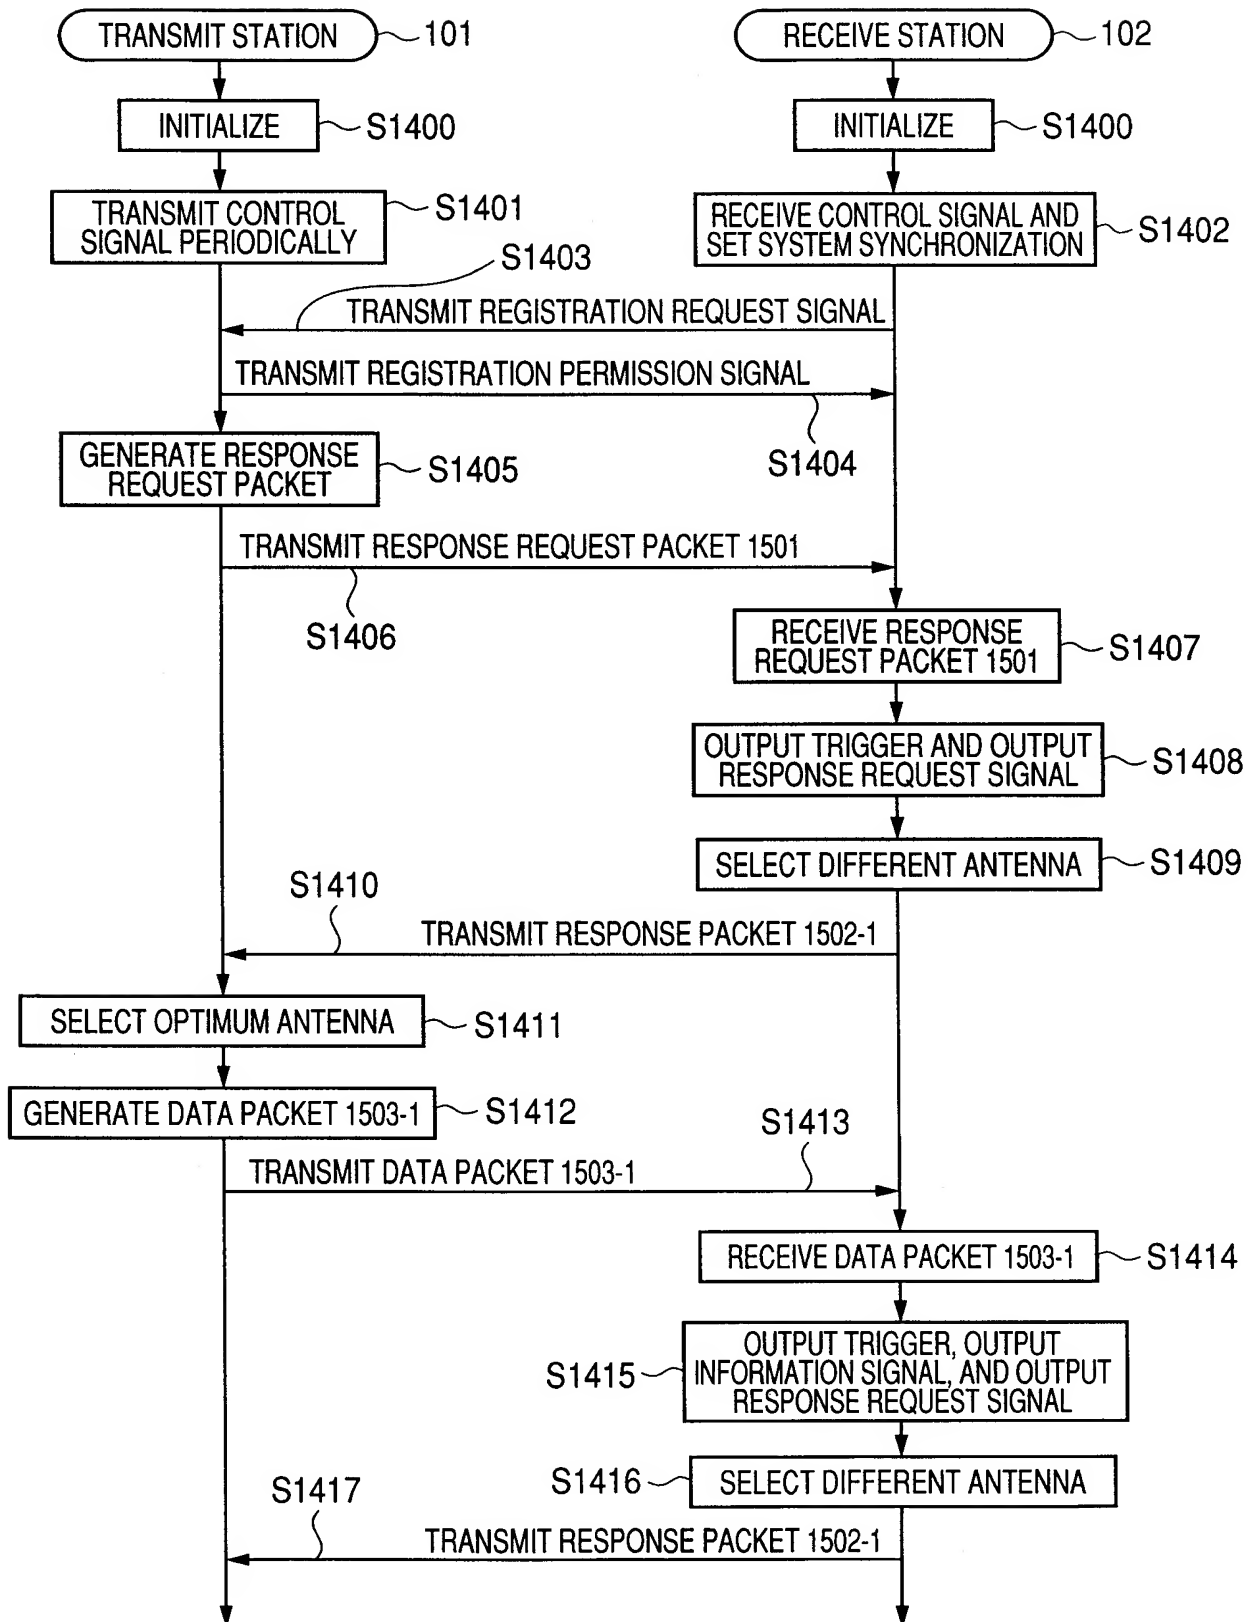 TRANSMIT STATION
101
RECEIVE STATION
102
INITIALIZE
S1400
INITIALIZE
S1400
TRANSMIT CONTROL
SIGNAL PERIODICALLY
S1401
RECEIVE CONTROL SIGNAL AND
SET SYSTEM SYNCHRONIZATION
S1402
S1403
TRANSMIT REGISTRATION REQUEST SIGNAL
TRANSMIT REGISTRATION PERMISSION SIGNAL
S1404
GENERATE RESPONSE
REQUEST PACKET
S1405
TRANSMIT RESPONSE REQUEST PACKET 1501
S1406
RECEIVE RESPONSE
REQUEST PACKET 1501
S1407
OUTPUT TRIGGER AND OUTPUT
RESPONSE REQUEST SIGNAL
S1408
SELECT DIFFERENT ANTENNA
S1409
S1410
TRANSMIT RESPONSE PACKET 1502-1
SELECT OPTIMUM ANTENNA
S1411
GENERATE DATA PACKET 1503-1
S1412
S1413
TRANSMIT DATA PACKET 1503-1
RECEIVE DATA PACKET 1503-1
S1414
OUTPUT TRIGGER, OUTPUT
INFORMATION SIGNAL, AND OUTPUT
RESPONSE REQUEST SIGNAL
S1415
SELECT DIFFERENT ANTENNA
S1416
S1417
TRANSMIT RESPONSE PACKET 1502-1